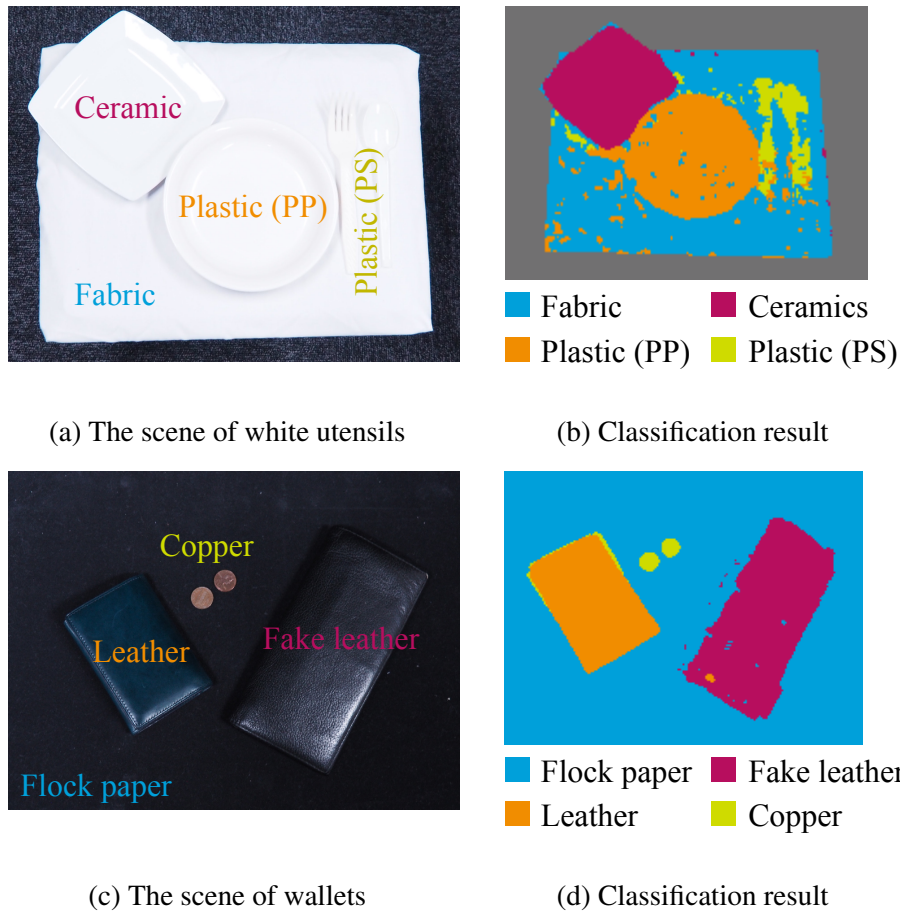 Ceramic
Plastic (PP)
Plastic (PS)
Fabric
Fabric
Ceramics
Plastic (PP)
Plastic (PS)
(a) The scene of white utensils
(b) Classification result
Copper
Leather
Fake leather
Flock paper
Flock paper
Fake leather
Leather
Copper
(c) The scene of wallets
(d) Classification result